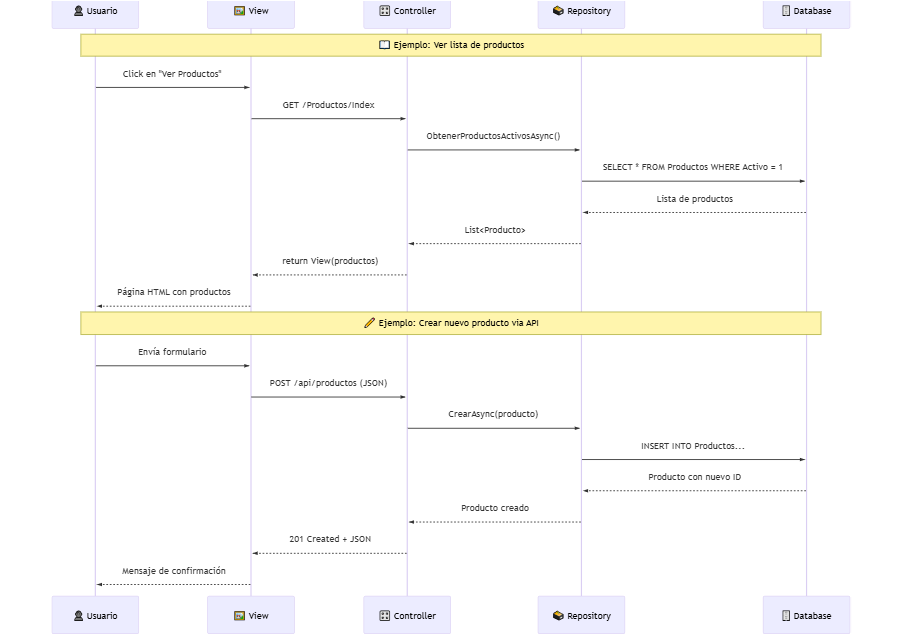 Usuario
View
Controller
Repository
Database
Ejemplo: Ver lista de productos
Click en "Ver Productos"
GET /Productos/Index
ObtenerProductosActivosAsync()
SELECT * FROM Productos WHERE Activo = 1
Lista de productos
List<Producto>
return View(productos)
Página HTML con productos
Ejemplo: Crear nuevo producto via API
Envía formulario
POST /api/productos (JSON)
CrearAsync(producto)
INSERT INTO Productos...
Producto con nuevo ID
Producto creado
201 Created + JSON
Mensaje de confirmación
Usuario
View
Controller
Repository
Database